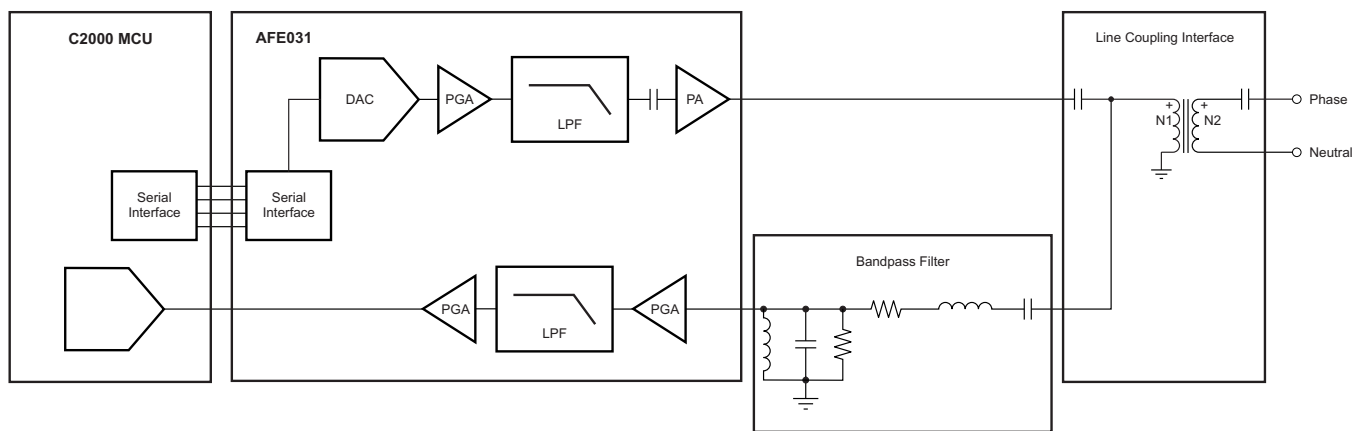 C2000 MCU
AFE031
Line Coupling Interface
DAC
PGA
LPF
PA
+
N1
+
N2
Phase
Neutral
Serial
Interface
Serial
Interface
Bandpass Filter
PGA
LPF
PGA